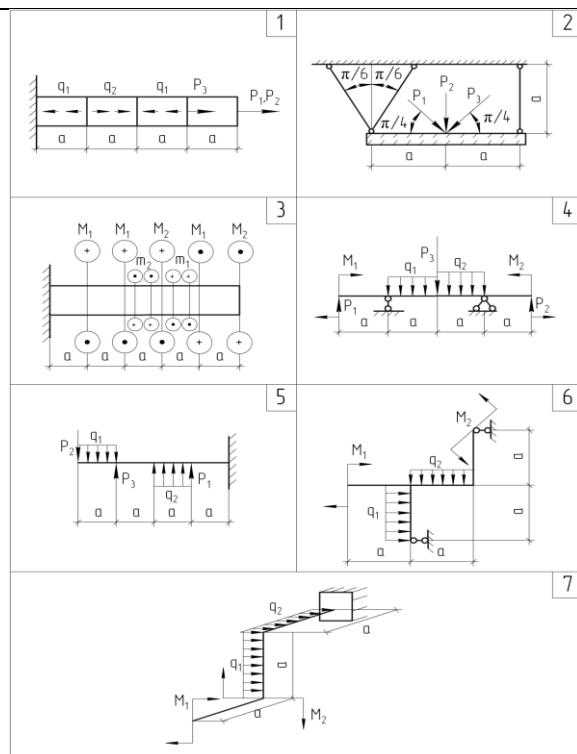 1
q₁ q₂ q₁ P₃ P₁,P₂
a a a a
2
π/6 π/6
P₁ P₂ P₃
π/4 π/4
a
a a
3
M₁ M₁ M₂ M₁ M₂
m₂ m₁
a a a a a
4
M₁ P₃ M₂
q₁ q₂
P₁ P₂
a a a a
5
P₂ q₁
P₃ q₂ P₁
a a a a
6
M₂
M₁ q₂ a
q₁ a
a a
7
q₂
a
q₁ a
M₁ a M₂